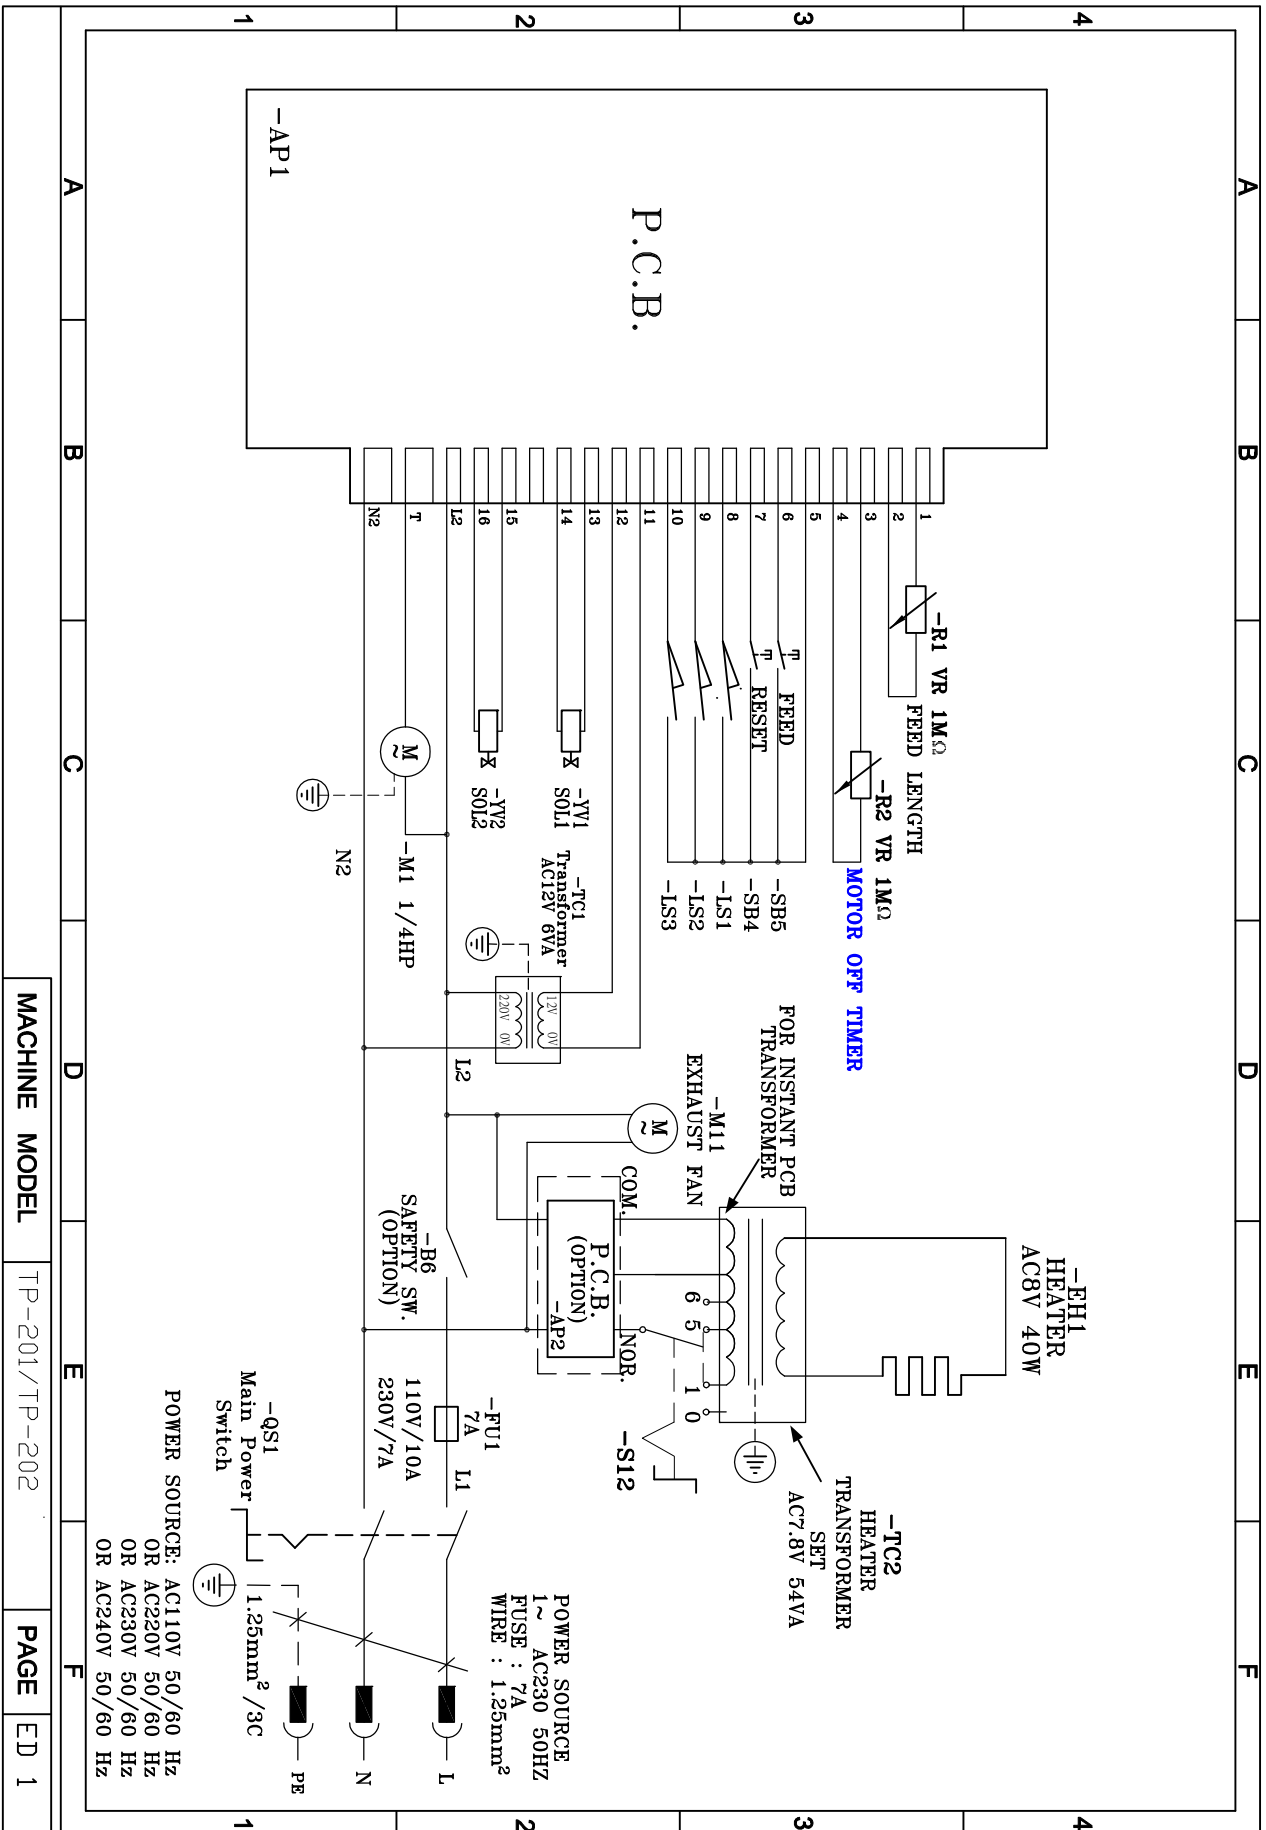 A
B
C
D
E
F
4
3
2
1
4
3
2
1
A
B
C
D
E
F
P.C.B.
-AP1
1
2
3
4
5
6
7
8
9
10
11
12
13
14
15
16
L2
T
N2
-R1 VR 1MΩ
FEED LENGTH
-R2 VR 1MΩ
MOTOR OFF TIMER
FEED
RESET
-SB5
-SB4
-LS1
-LS2
-LS3
-YV1
SOL1
-YV2
SOL2
-TC1
Transformer
AC12V 6VA
12V 0V
220V 0V
M
~
-M1 1/4HP
N2
L2
-M11
EXHAUST FAN
M
~
FOR INSTANT PCB
TRANSFORMER
-EH1
HEATER
AC8V 40W
COM.
NOR.
P.C.B.
(OPTION)
-AP2
6 5 1 0
-S12
-TC2
HEATER
TRANSFORMER
SET
AC7.8V 54VA
-B6
SAFETY SW.
(OPTION)
-FU1
7A
110V/10A
230V/7A
L1
-QS1
Main Power
Switch
POWER SOURCE
1~ AC230 50HZ
FUSE : 7A
WIRE : 1.25mm²
L
N
PE
1.25mm² /3C
POWER SOURCE: AC110V 50/60 Hz
OR AC220V 50/60 Hz
OR AC230V 50/60 Hz
OR AC240V 50/60 Hz
MACHINE MODEL
TP-201/TP-202
PAGE
ED 1